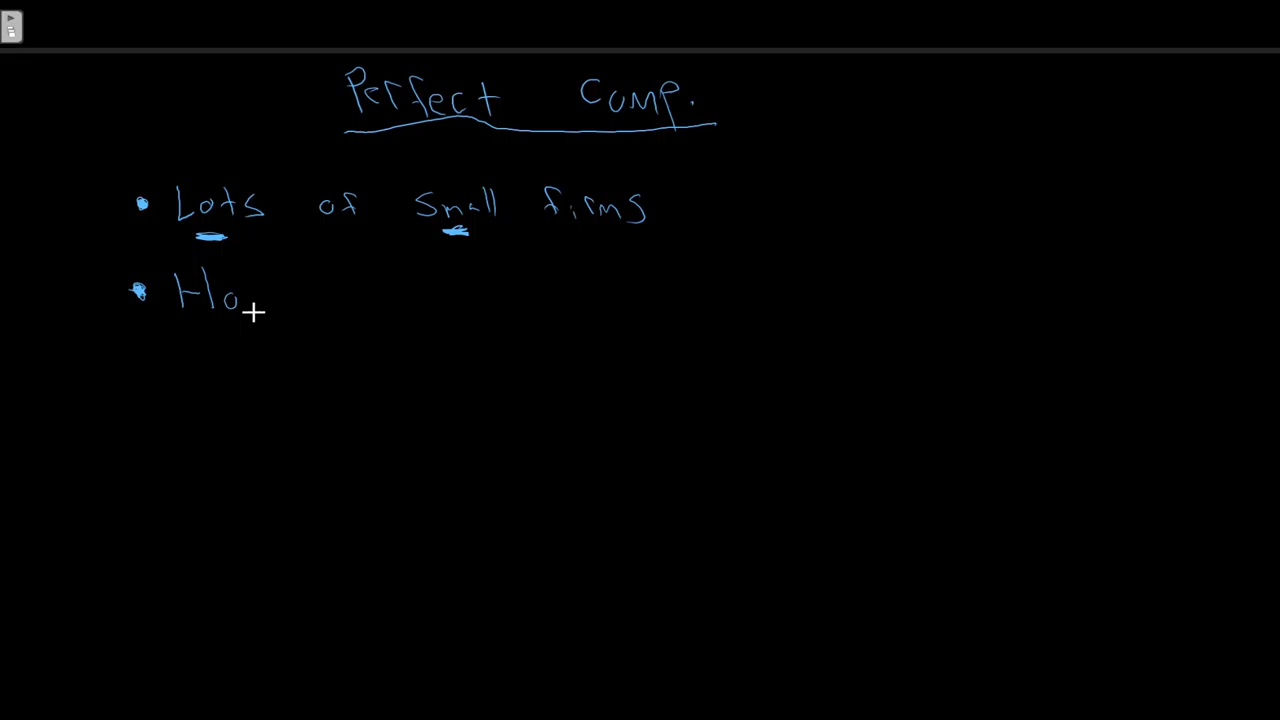 Perfect Comp.
• Lots of small firms
• Ho